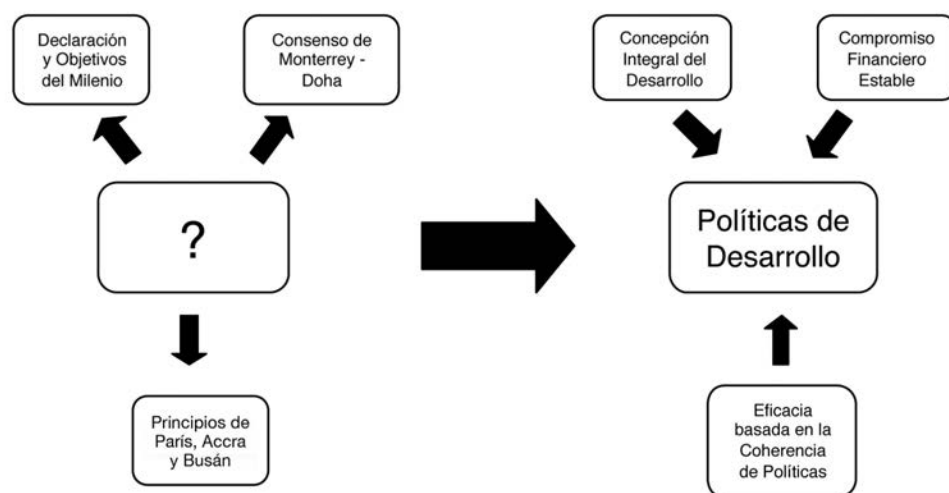 Declaración
y Objetivos
del Milenio
Consenso de
Monterrey -
Doha
?
Principios de
París, Accra
y Busán
Concepción
Integral del
Desarrollo
Compromiso
Financiero
Estable
Políticas de
Desarrollo
Eficacia
basada en la
Coherencia
de Políticas